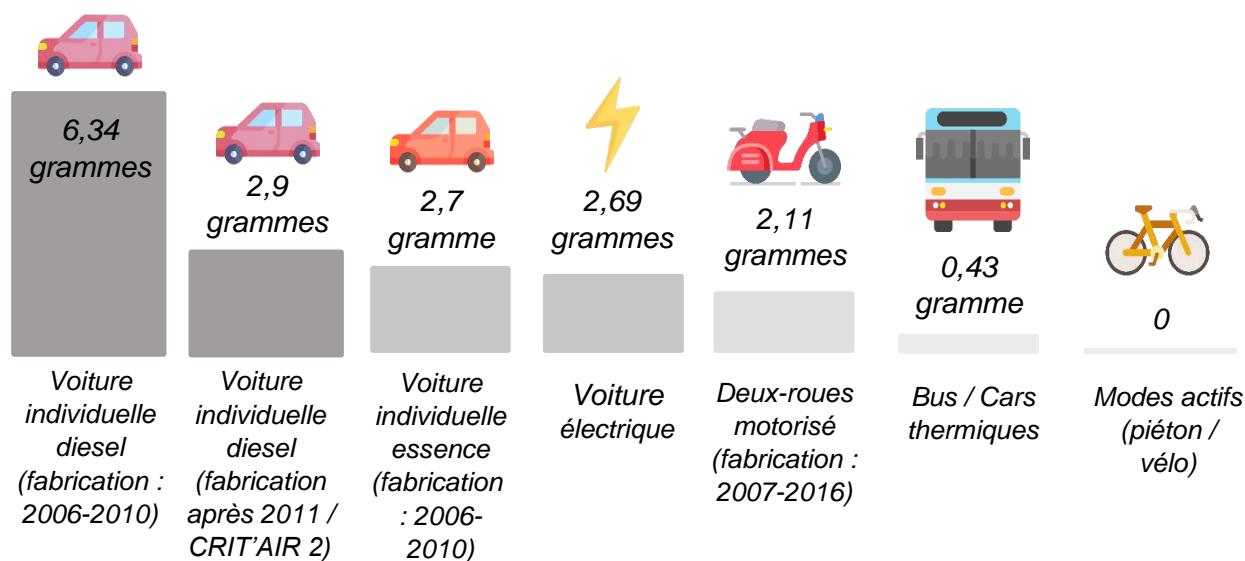 6,34
grammes
Voiture
individuelle
diesel
(fabrication :
2006-2010)
2,9
grammes
Voiture
individuelle
diesel
(fabrication
après 2011 /
CRIT’AIR 2)
2,7
gramme
Voiture
individuelle
essence
(fabrication
: 2006-
2010)
2,69
grammes
Voiture
électrique
2,11
grammes
Deux-roues
motorisé
(fabrication :
2007-2016)
0,43
gramme
Bus / Cars
thermiques
0
Modes actifs
(piéton /
vélo)